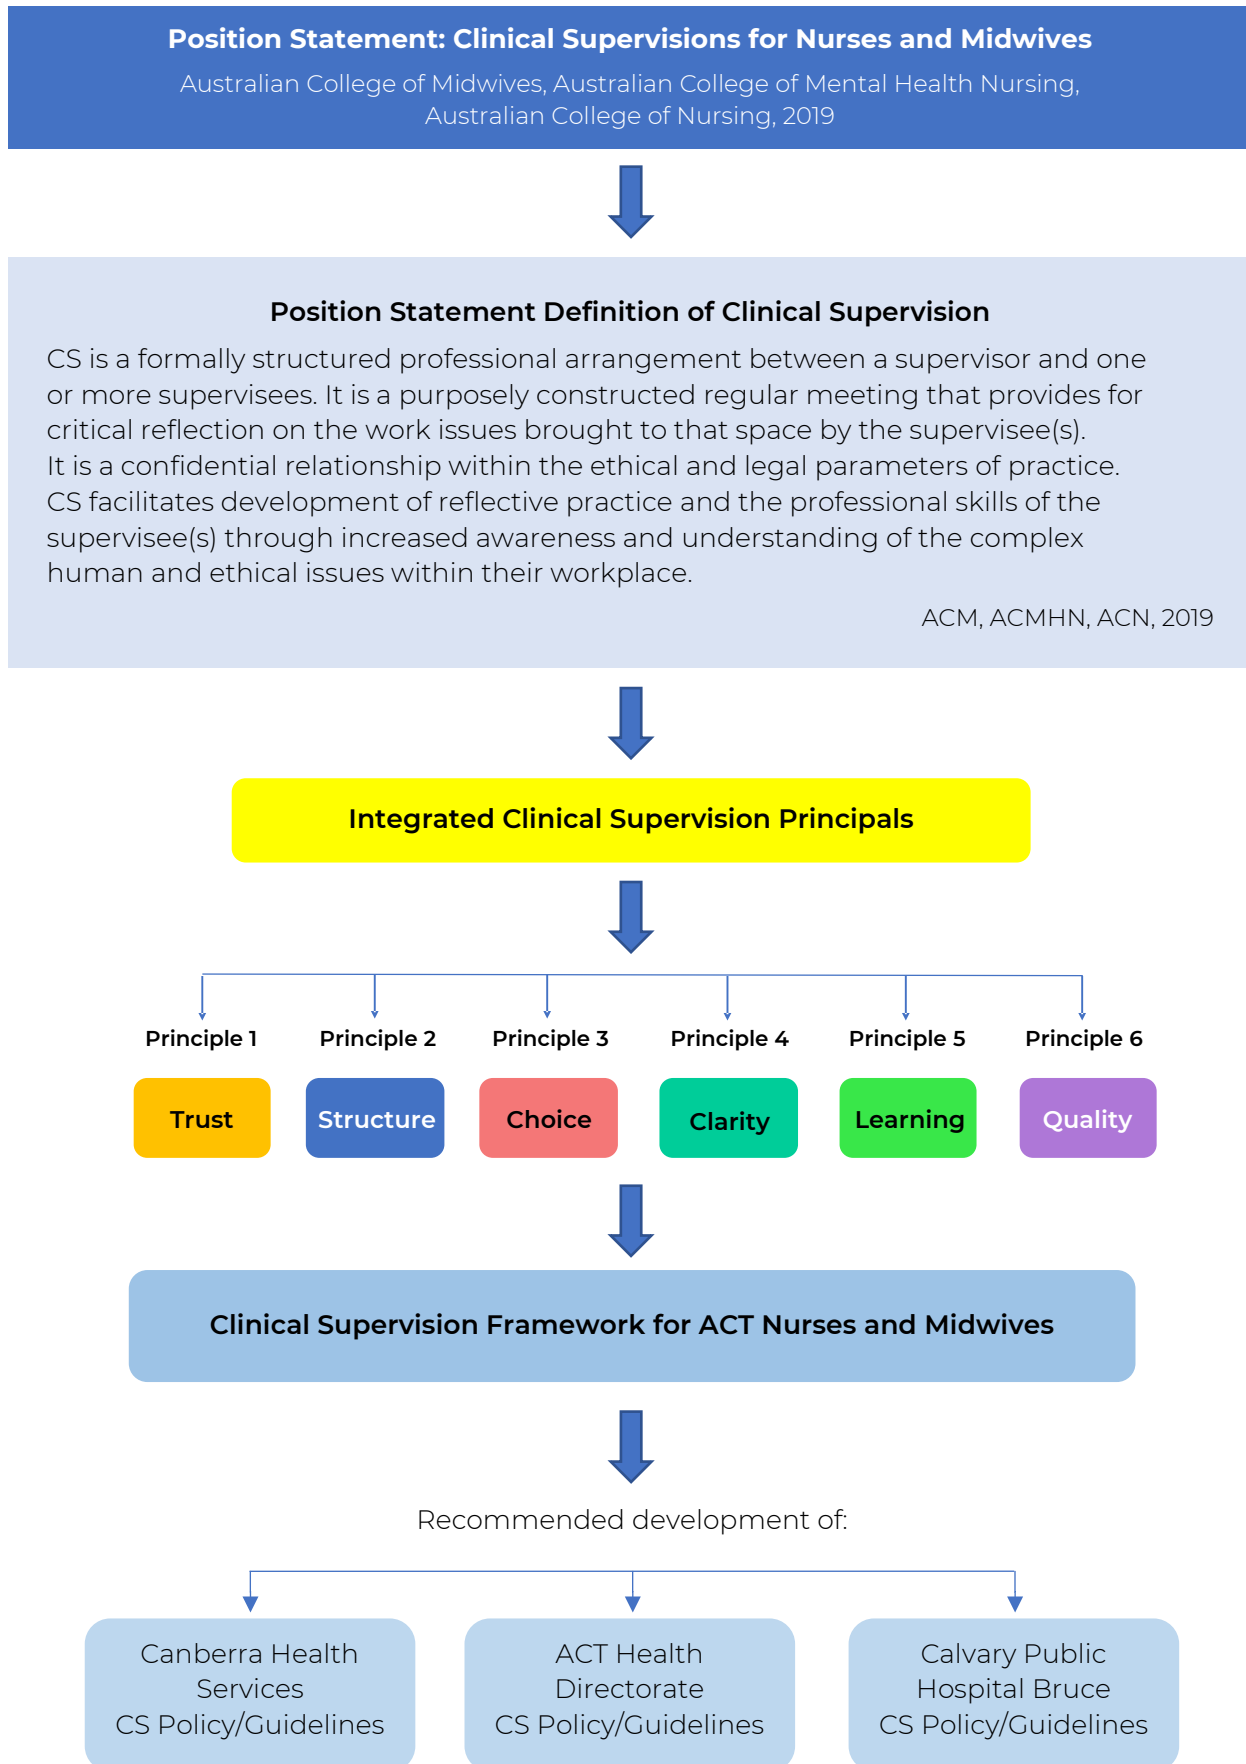 Position Statement: Clinical Supervisions for Nurses and Midwives
Australian College of Midwives, Australian College of Mental Health Nursing,
Australian College of Nursing, 2019
Position Statement Definition of Clinical Supervision
CS is a formally structured professional arrangement between a supervisor and one
or more supervisees. It is a purposely constructed regular meeting that provides for
critical reflection on the work issues brought to that space by the supervisee(s).
It is a confidential relationship within the ethical and legal parameters of practice.
CS facilitates development of reflective practice and the professional skills of the
supervisee(s) through increased awareness and understanding of the complex
human and ethical issues within their workplace.
ACM, ACMHN, ACN, 2019
Integrated Clinical Supervision Principals
Principle 1 Principle 2 Principle 3 Principle 4 Principle 5 Principle 6
Trust Structure Choice Clarity Learning Quality
Clinical Supervision Framework for ACT Nurses and Midwives
Recommended development of:
Canberra Health
Services
CS Policy/Guidelines
ACT Health
Directorate
CS Policy/Guidelines
Calvary Public
Hospital Bruce
CS Policy/Guidelines